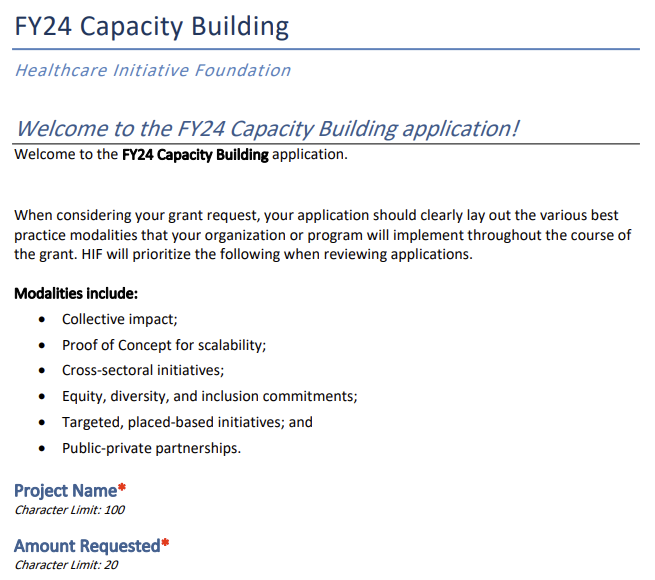 FY24 Capacity Building
Healthcare Initiative Foundation
Welcome to the FY24 Capacity Building application!
Welcome to the FY24 Capacity Building application.
When considering your grant request, your application should clearly lay out the various best
practice modalities that your organization or program will implement throughout the course of
the grant. HIF will prioritize the following when reviewing applications.
Modalities include:
• Collective impact;
• Proof of Concept for scalability;
• Cross-sectoral initiatives;
• Equity, diversity, and inclusion commitments;
• Targeted, placed-based initiatives; and
• Public-private partnerships.
Project Name*
Character Limit: 100
Amount Requested*
Character Limit: 20